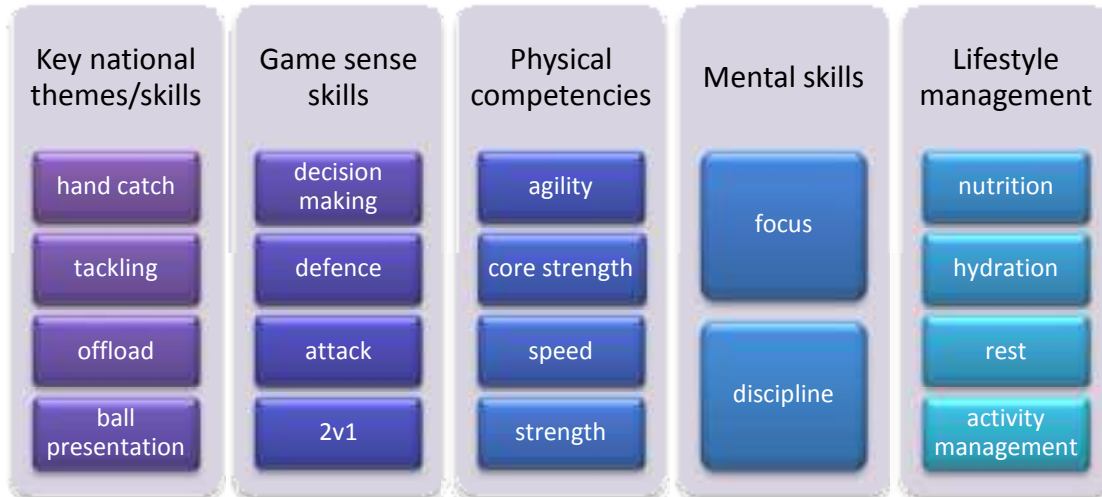 Key national
themes/skills
hand catch
tackling
offload
ball
presentation
Game sense
skills
decision
making
defence
attack
2v1
Physical
competencies
agility
core strength
speed
strength
Mental skills
focus
discipline
Lifestyle
management
nutrition
hydration
rest
activity
management